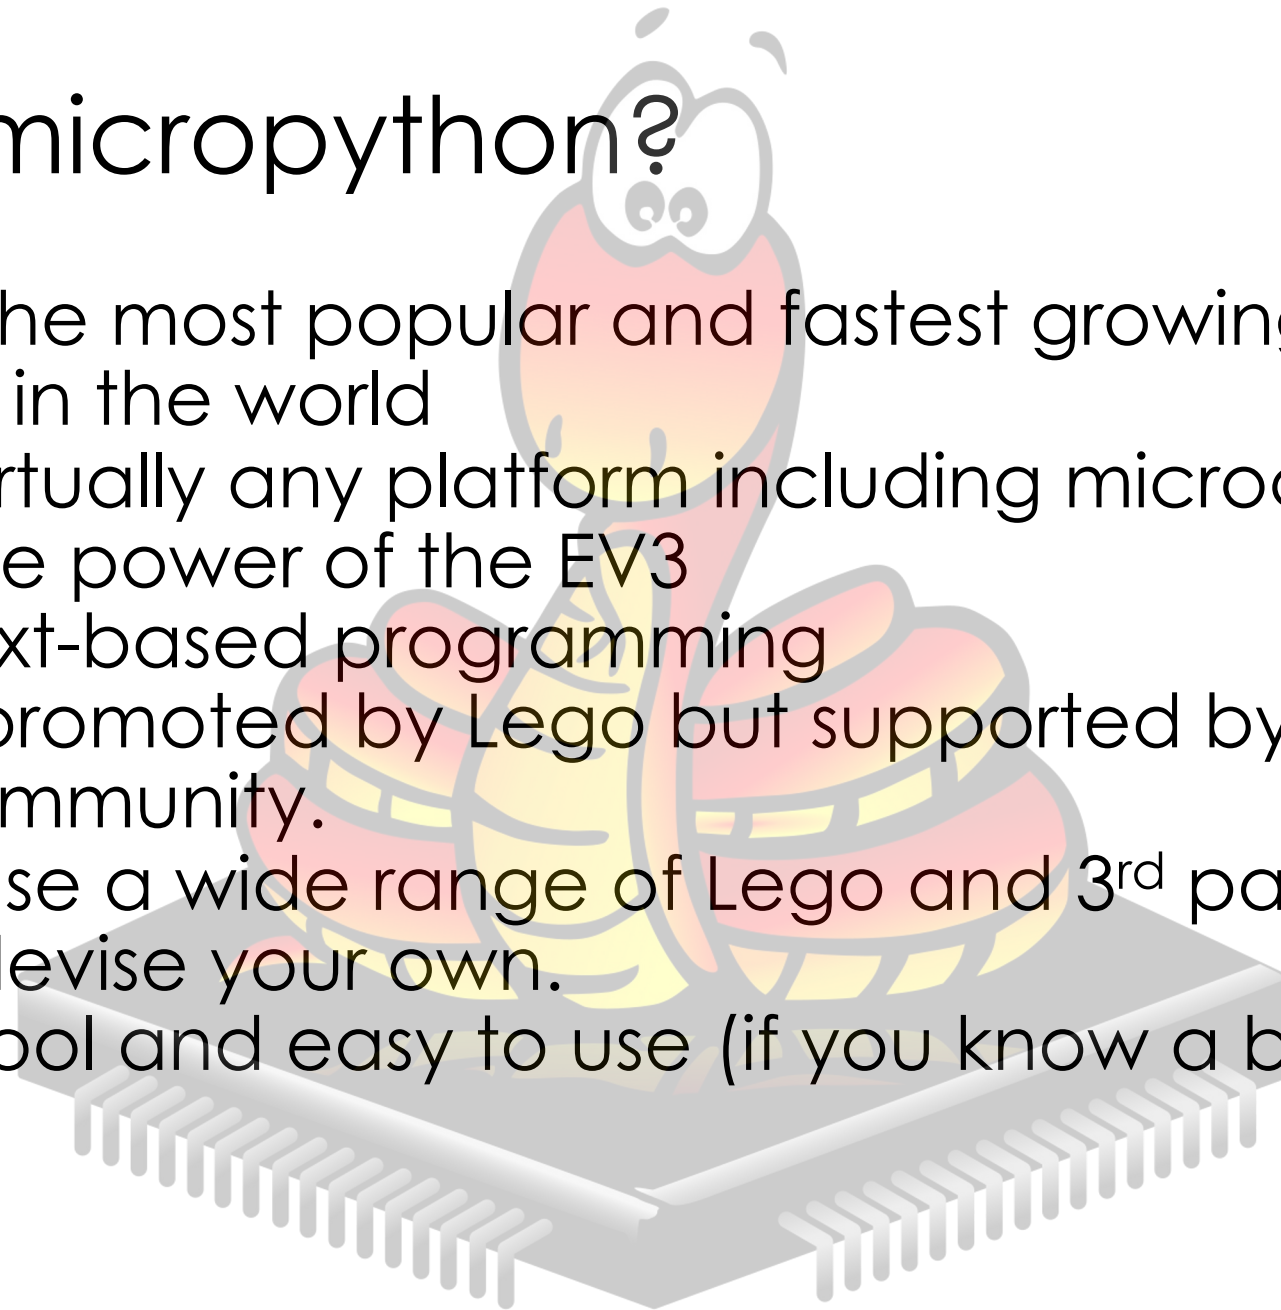 micropython?
he most popular and fastest growing
in the world
rtually any platform including microc
e power of the EV3
xt-based programming
promoted by Lego but supported by
mmunity.
se a wide range of Lego and 3rd pa
levise your own.
ool and easy to use (if you know a b